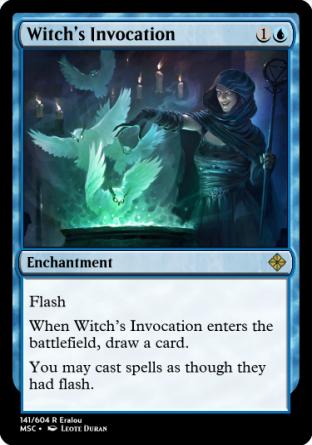 Witch's Invocation 1
Enchantment
Flash
When Witch's Invocation enters the
battlefield, draw a card.
You may cast spells as though they
had flash.
141/604 R Eralou
MSC • Leote Duran